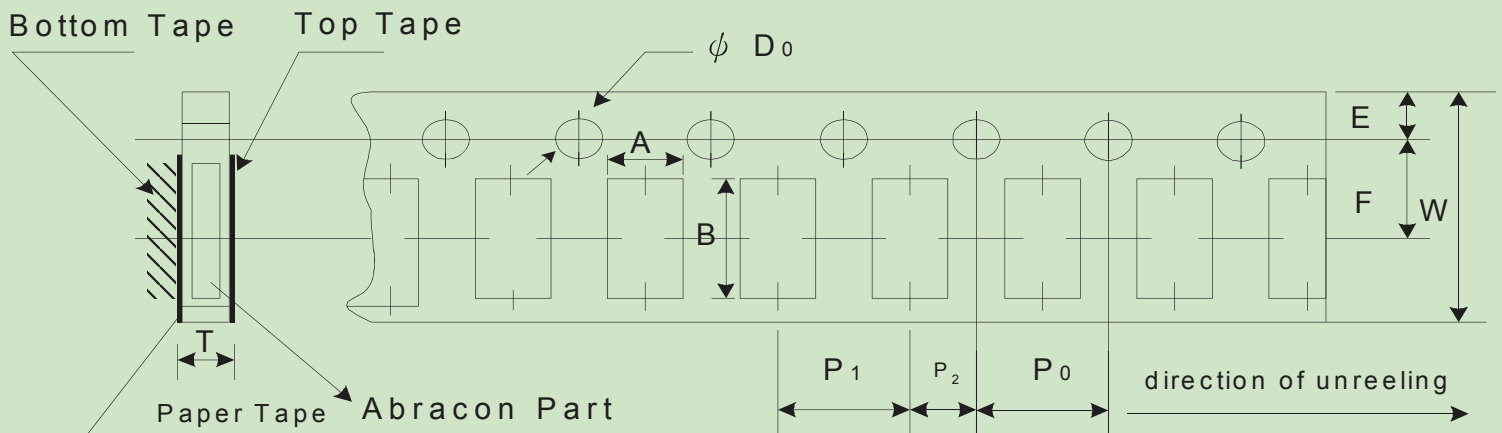 Bottom Tape
Top Tape
ϕ D0
E
A
F
W
B
T
P1
P2
P0
direction of unreeling
Paper Tape
Abracon Part